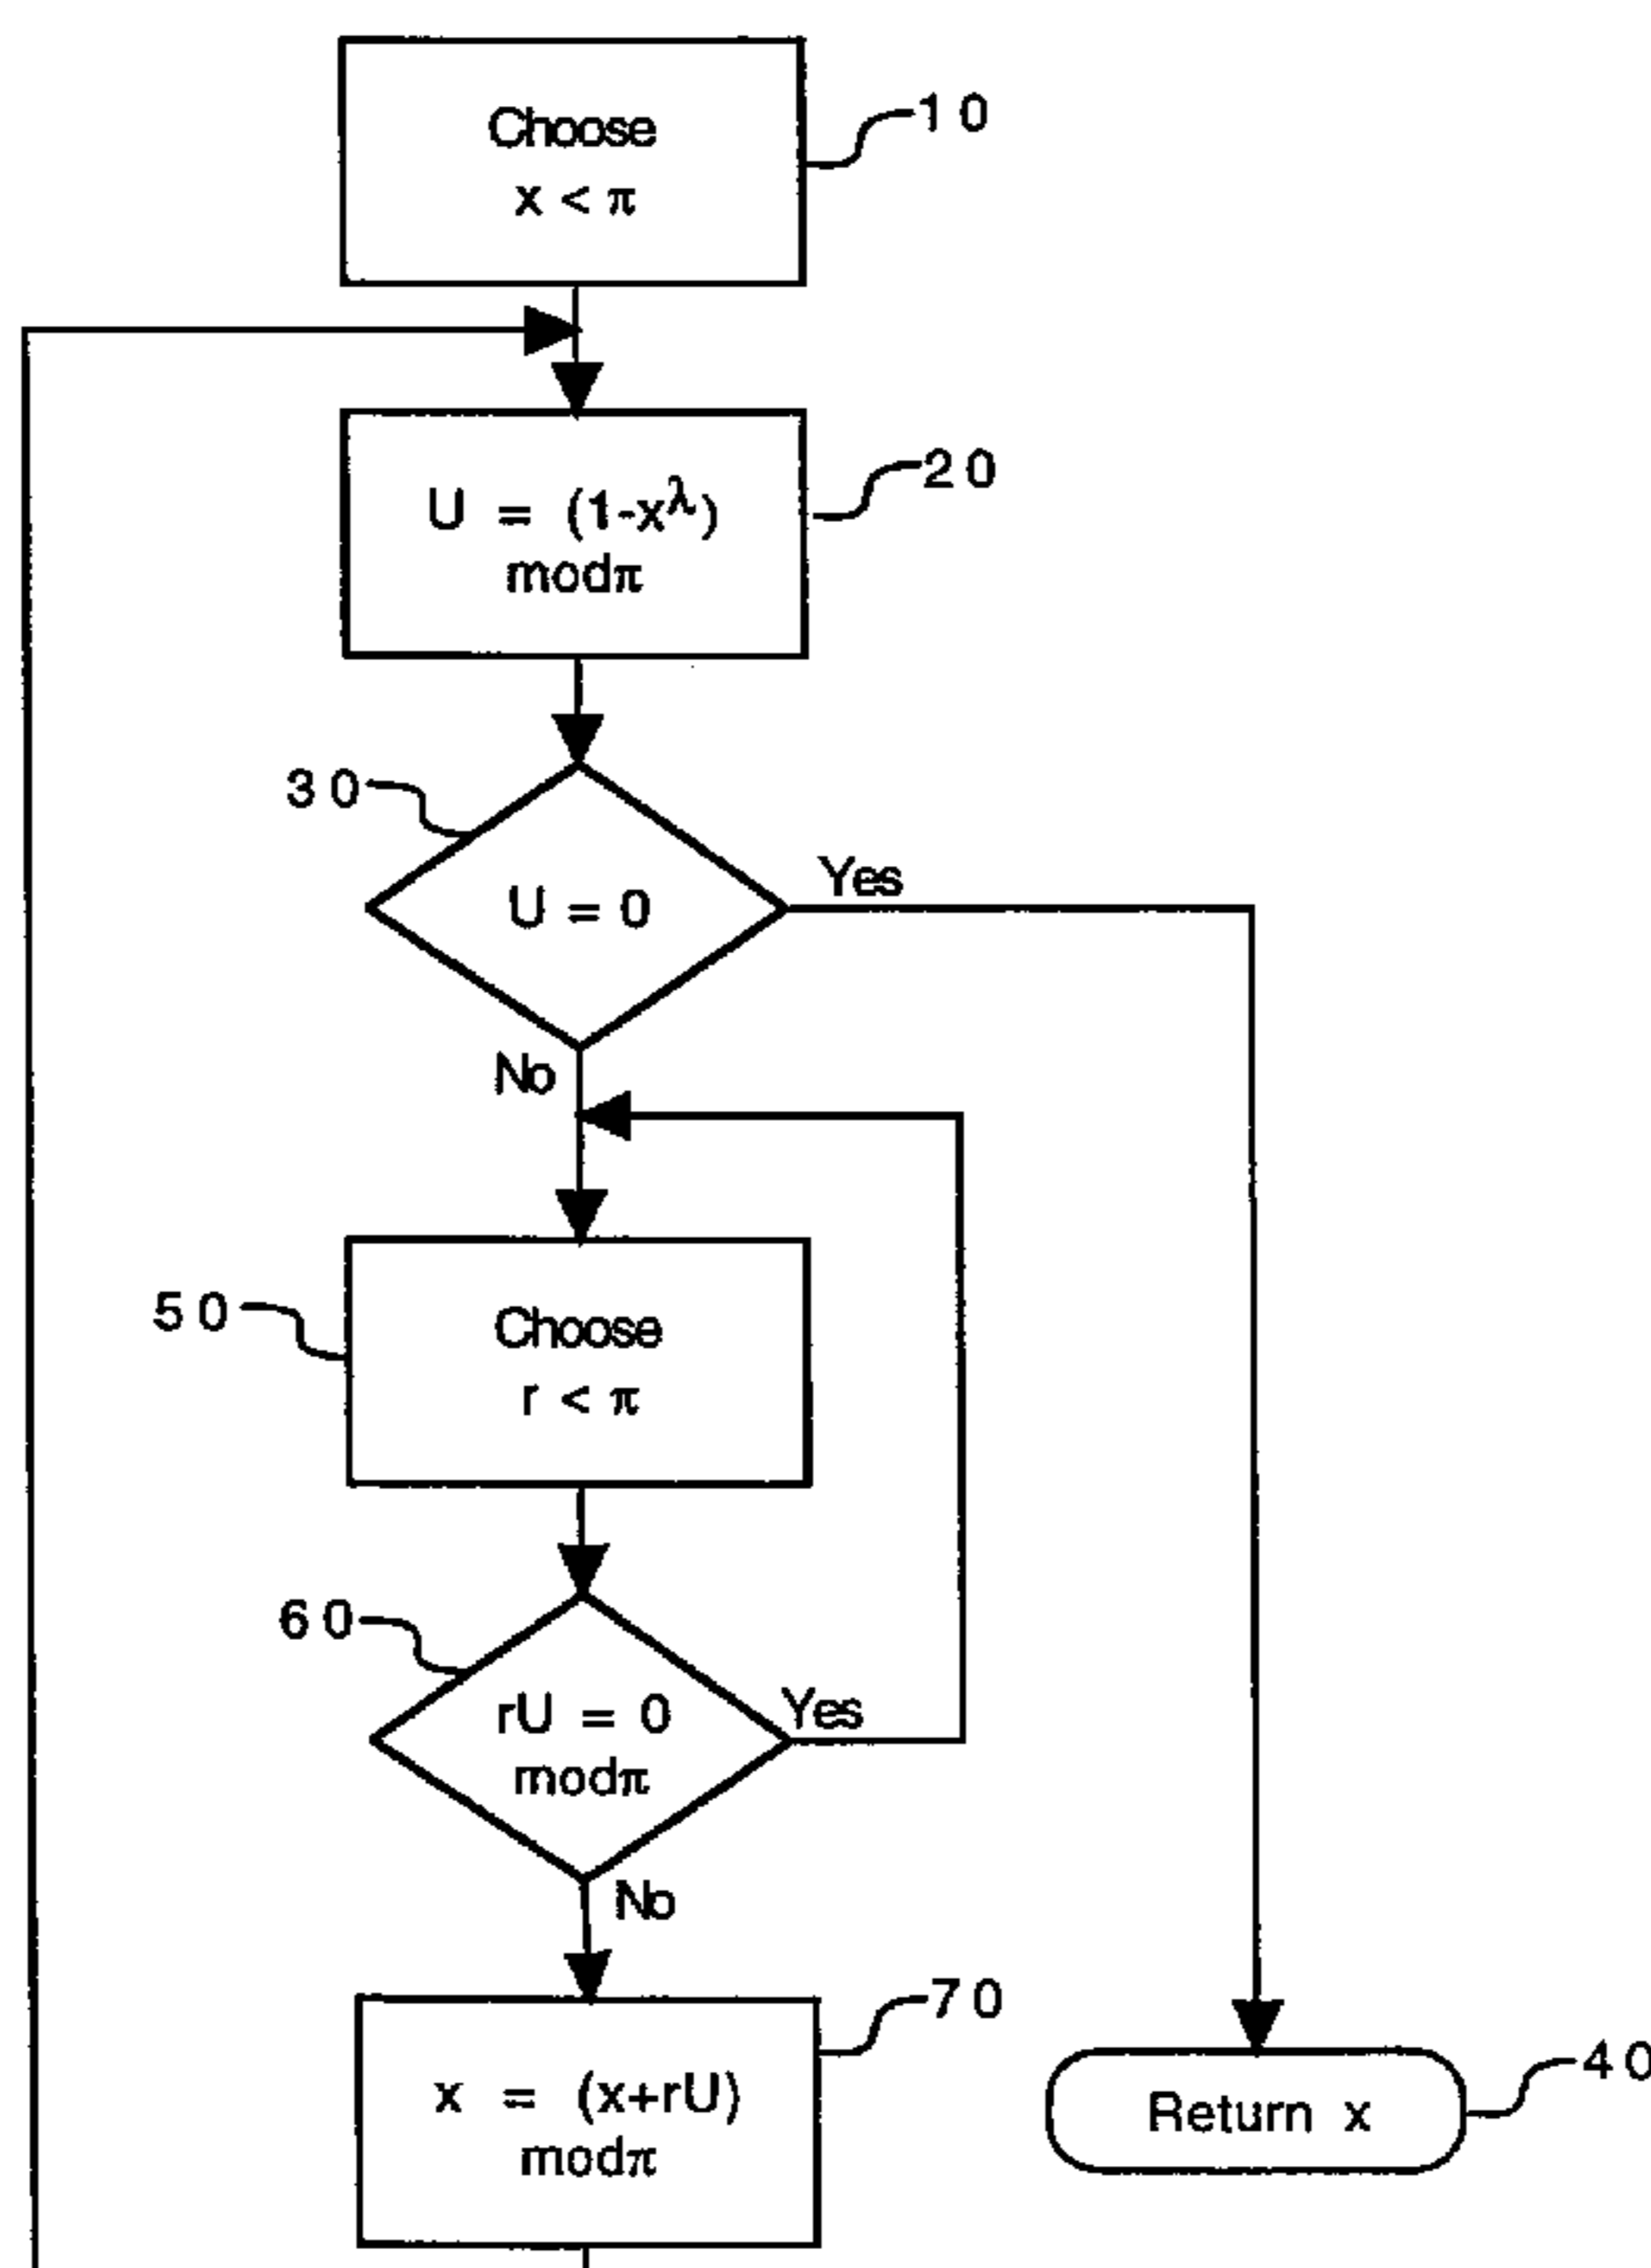 Choose
x < π
10
U = (1-x^λ)
modπ
20
30
U = 0
Yes
No
50
Choose
r < π
60
rU = 0
modπ
Yes
No
70
x = (x+rU)
modπ
Return x
40